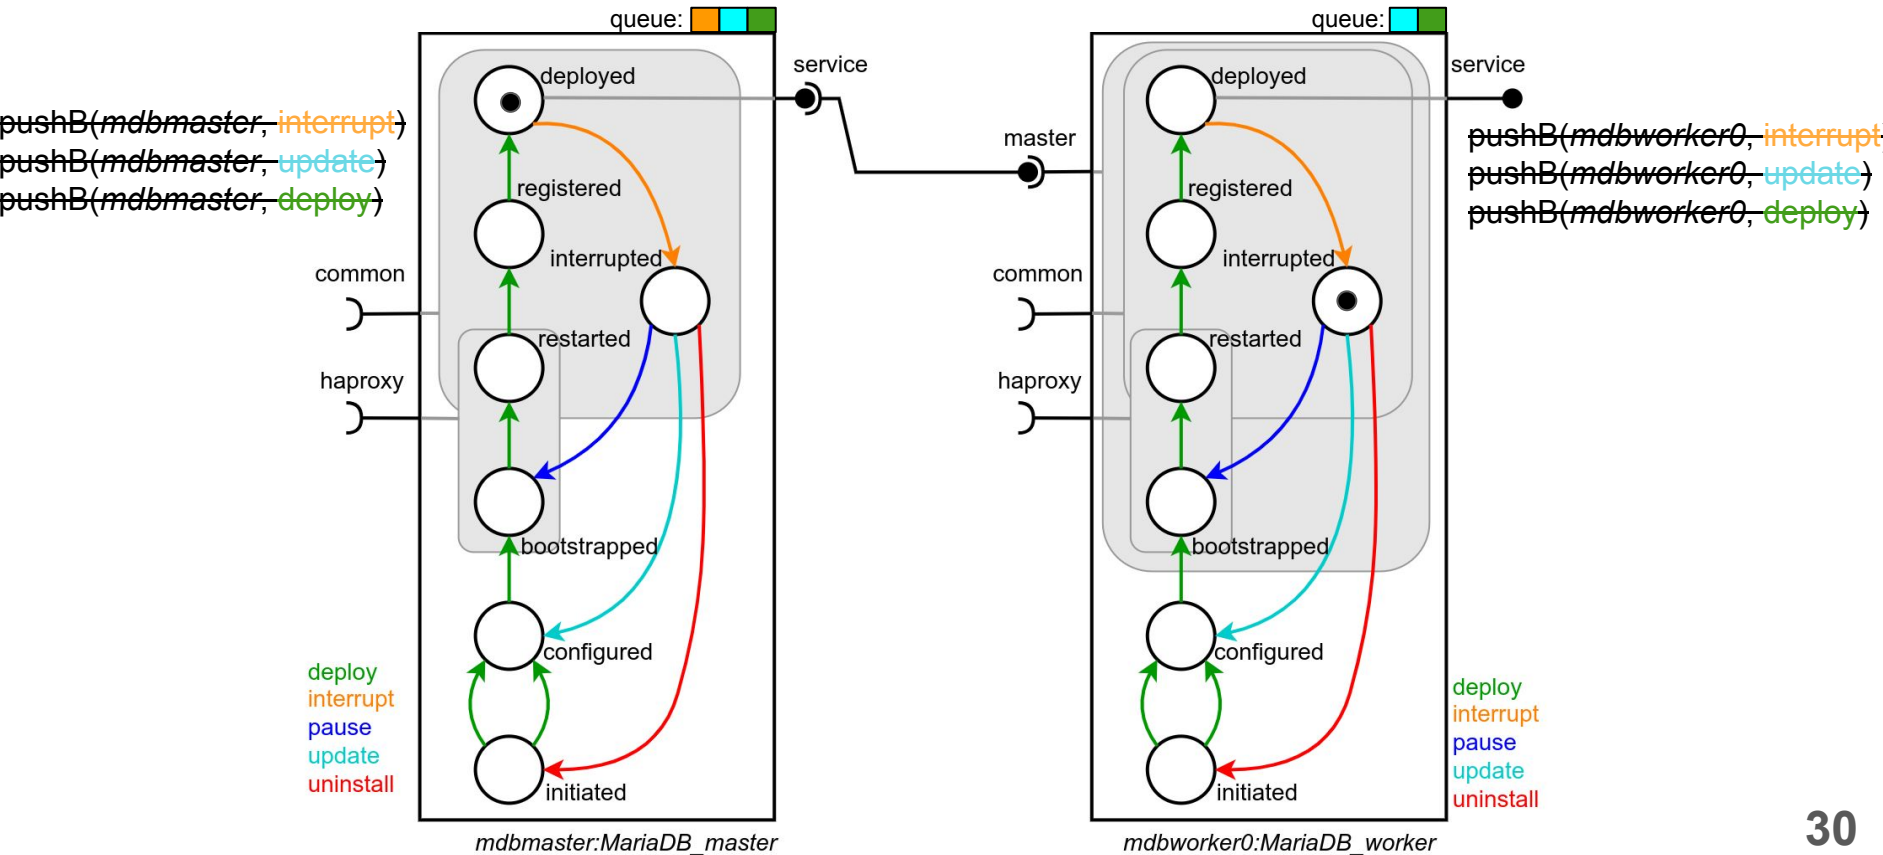 queue:
queue:
deployed
service
deployed
service
pushB(mdbmaster, interrupt)
pushB(mdbmaster, update)
pushB(mdbmaster, deploy)
master
pushB(mdbworker0, interrupt
pushB(mdbworker0, update)
pushB(mdbworker0, deploy)
registered
registered
interrupted
interrupted
common
common
restarted
restarted
haproxy
haproxy
bootstrapped
bootstrapped
configured
configured
deploy
interrupt
pause
update
uninstall
deploy
interrupt
pause
update
uninstall
initiated
initiated
mdbmaster:MariaDB_master
mdbworker0:MariaDB_worker
30